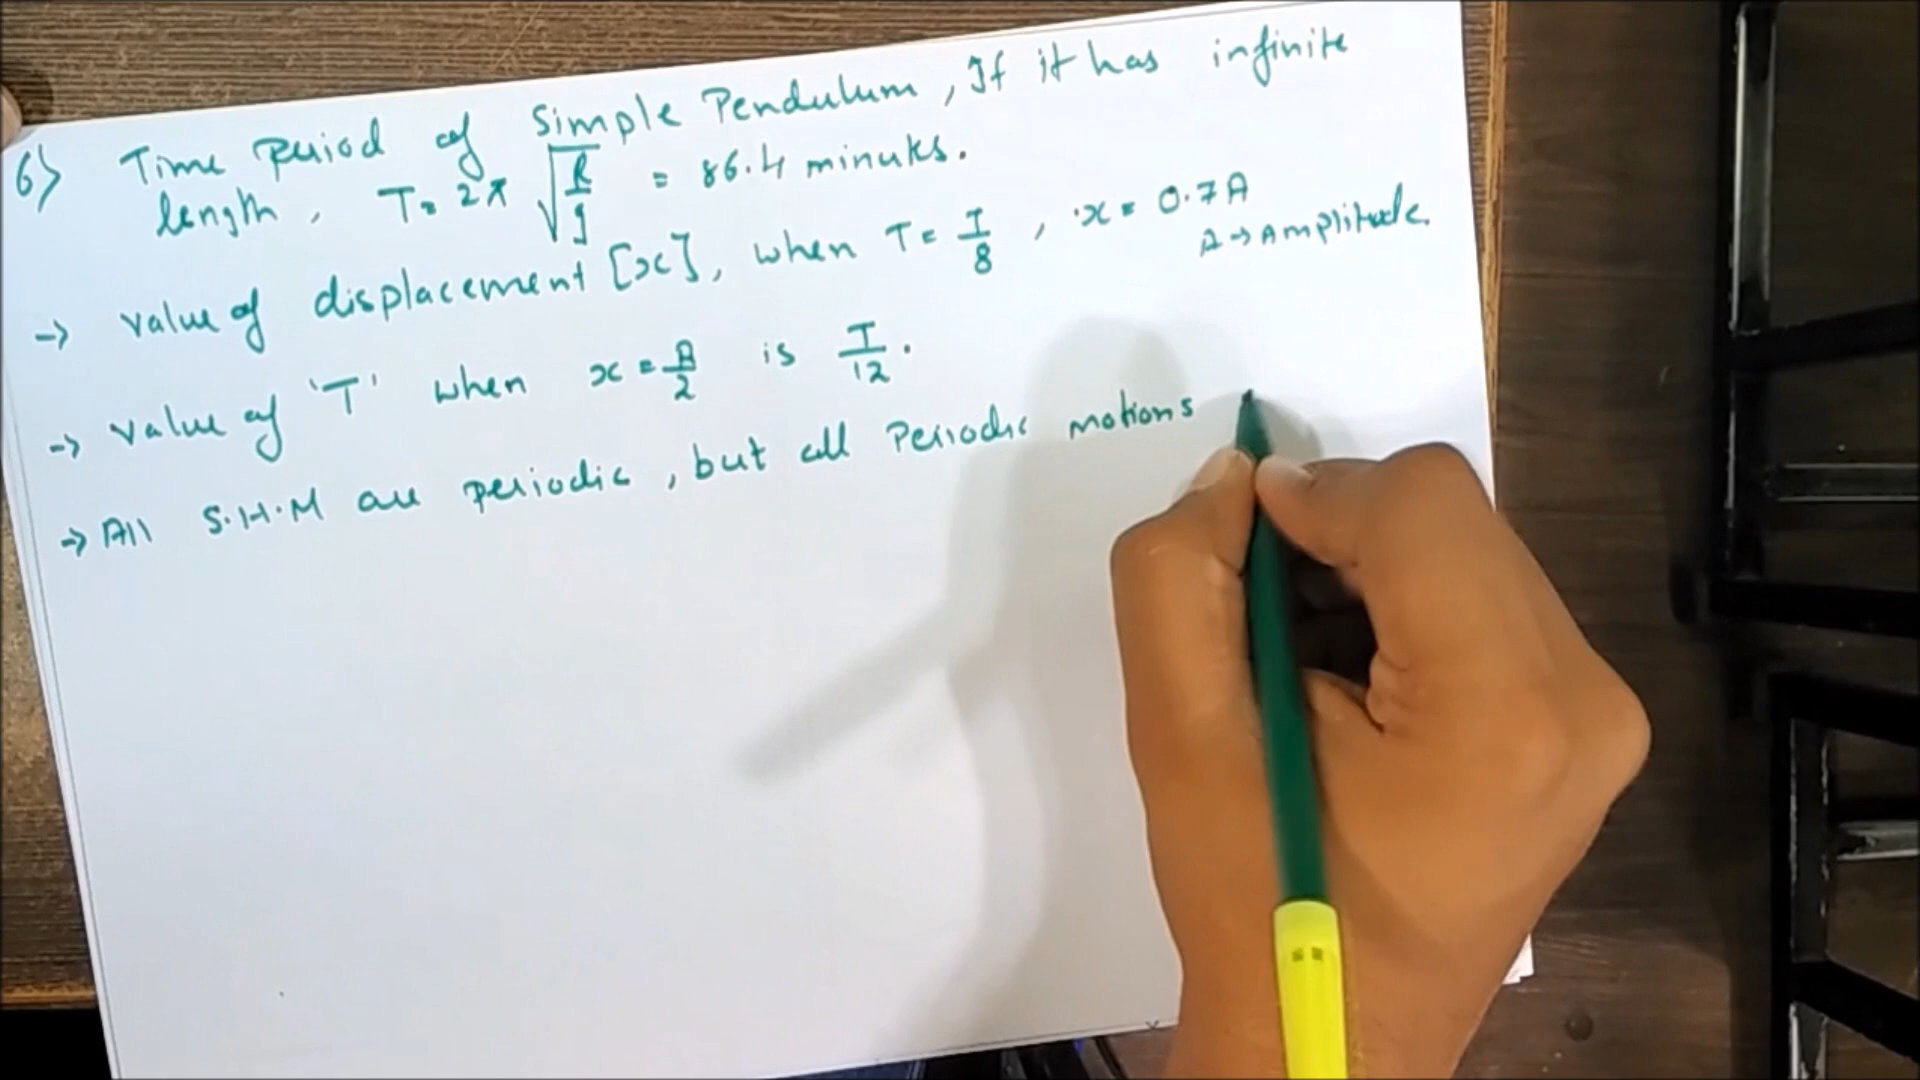 6) Time period of Simple Pendulum, If it has infinite
length, T = 2π √R/g = 86.4 minutes.
→ value of displacement [x], when T = T/8, x = 0.7A
A → Amplitude.
→ value of 'T' when x = A/2 is T/12.
→ All S.H.M are periodic, but all Periodic motions